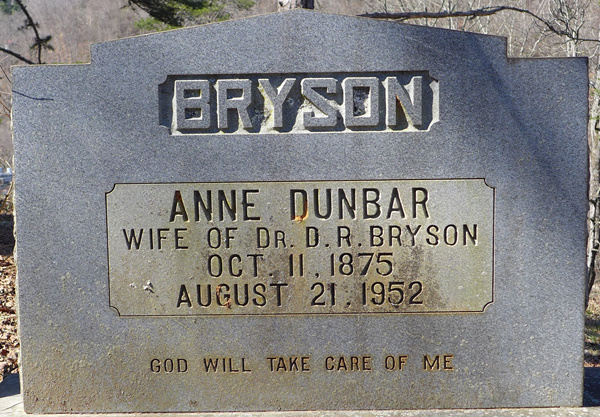 BRYSON
ANNE DUNBAR
WIFE OF DR. D. R. BRYSON
OCT. 11, 1875
AUGUST 21, 1952
GOD WILL TAKE CARE OF ME